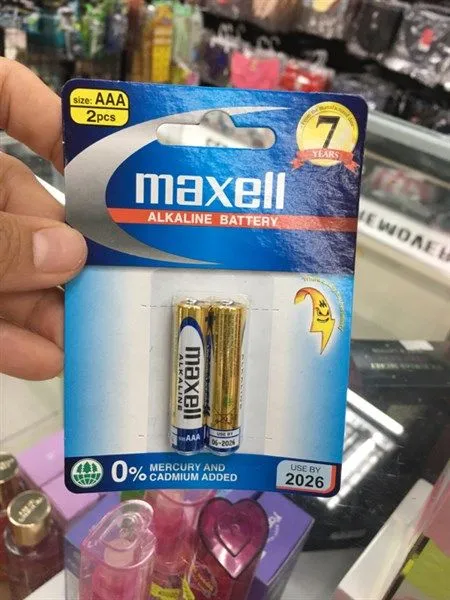 size: AAA
2pcs
7
YEARS
maxell
ALKALINE BATTERY
maxell
ALKALINE
SIZE AAA
USE BY
06-2026
0% MERCURY AND
CADMIUM ADDED
USE BY
2026